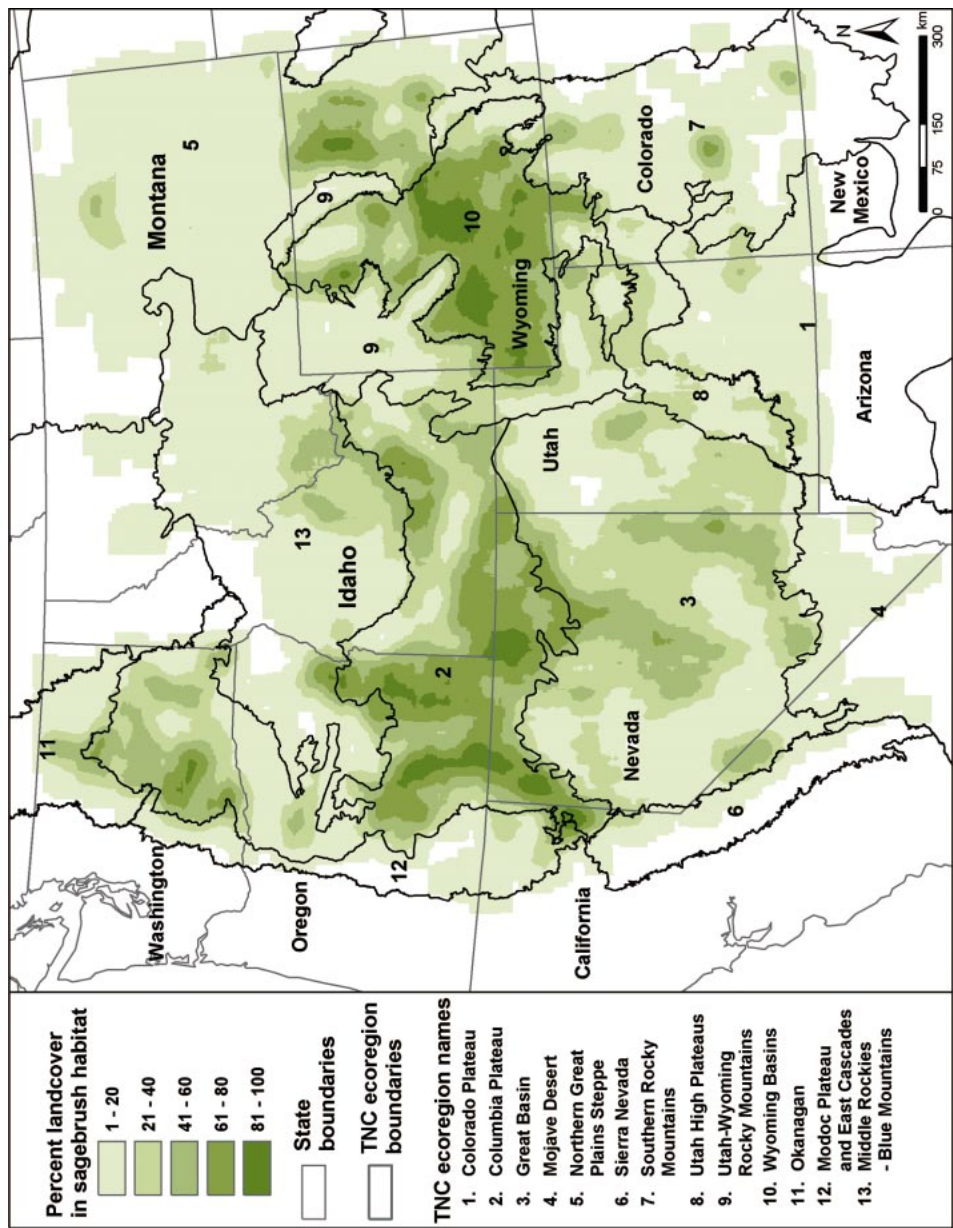 Percent landcover
in sagebrush habitat
1 - 20
21 - 40
41 - 60
61 - 80
81 - 100
State
boundaries
TNC ecoregion
boundaries
TNC ecoregion names
1. Colorado Plateau
2. Columbia Plateau
3. Great Basin
4. Mojave Desert
5. Northern Great
Plains Steppe
6. Sierra Nevada
7. Southern Rocky
Mountains
8. Utah High Plateaus
9. Utah-Wyoming
Rocky Mountains
10. Wyoming Basins
11. Okanagan
12. Modoc Plateau
and East Cascades
13. Middle Rockies
- Blue Mountains
Washington
11
Montana
5
Oregon
12
13
Idaho
9
9
2
10
Wyoming
California
Nevada
Utah
Colorado
6
3
8
7
4
1
Arizona
New
Mexico
N
0 75 150 300
km